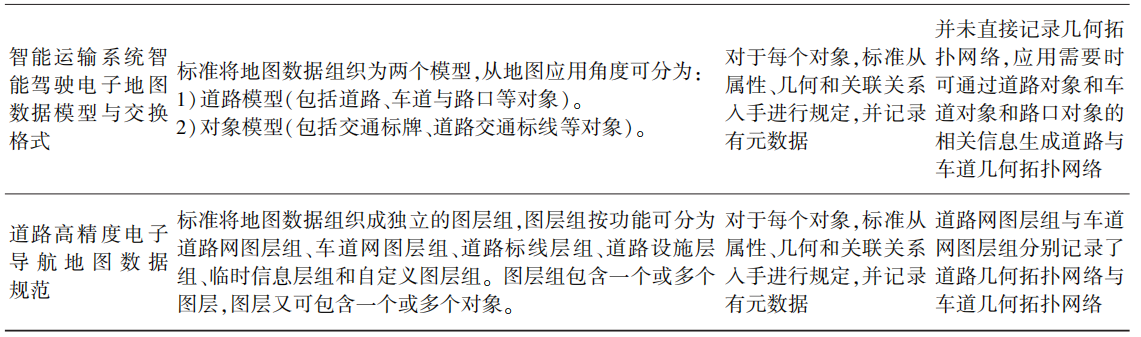 智能运输系统智
能驾驶电子地图
数据模型与交换
格式
标准将地图数据组织为两个模型,从地图应用角度可分为:
1)道路模型(包括道路、车道与路口等对象)。
2)对象模型(包括交通标牌、道路交通标线等对象)。
对于每个对象,标准从
属性、几何和关联关系
入手进行规定,并记录
有元数据
并未直接记录几何拓
扑网络,应用需要时
可通过道路对象和车
道对象和路口对象的
相关信息生成道路与
车道几何拓扑网络
道路高精度电子
导航地图数据
规范
标准将地图数据组织成独立的图层组,图层组按功能可分为
道路网图层组、车道网图层组、道路标线层组、道路设施层
组、临时信息层组和自定义图层组。图层组包含一个或多个
图层,图层又可包含一个或多个对象。
对于每个对象,标准从
属性、几何和关联关系
入手进行规定,并记录
有元数据
道路网图层组与车道
网图层组分别记录了
道路几何拓扑网络与
车道几何拓扑网络